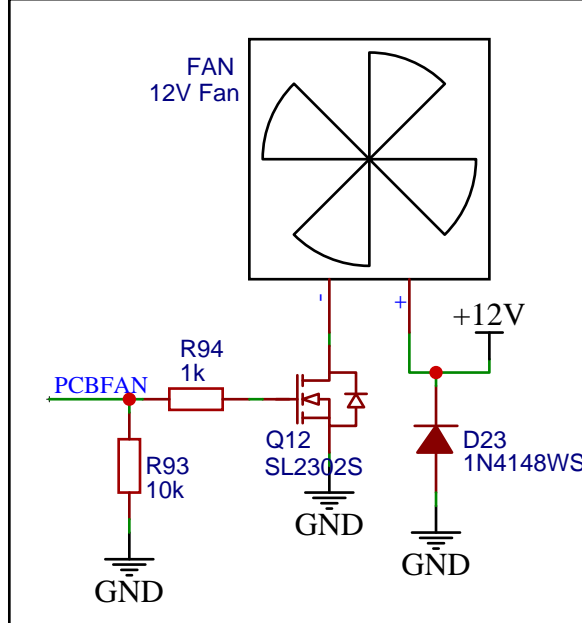 FAN
12V Fan
-
+
+12V
R94
1k
PCBFAN
Q12
SL2302S
D23
1N4148WS
R93
10k
GND
GND
GND